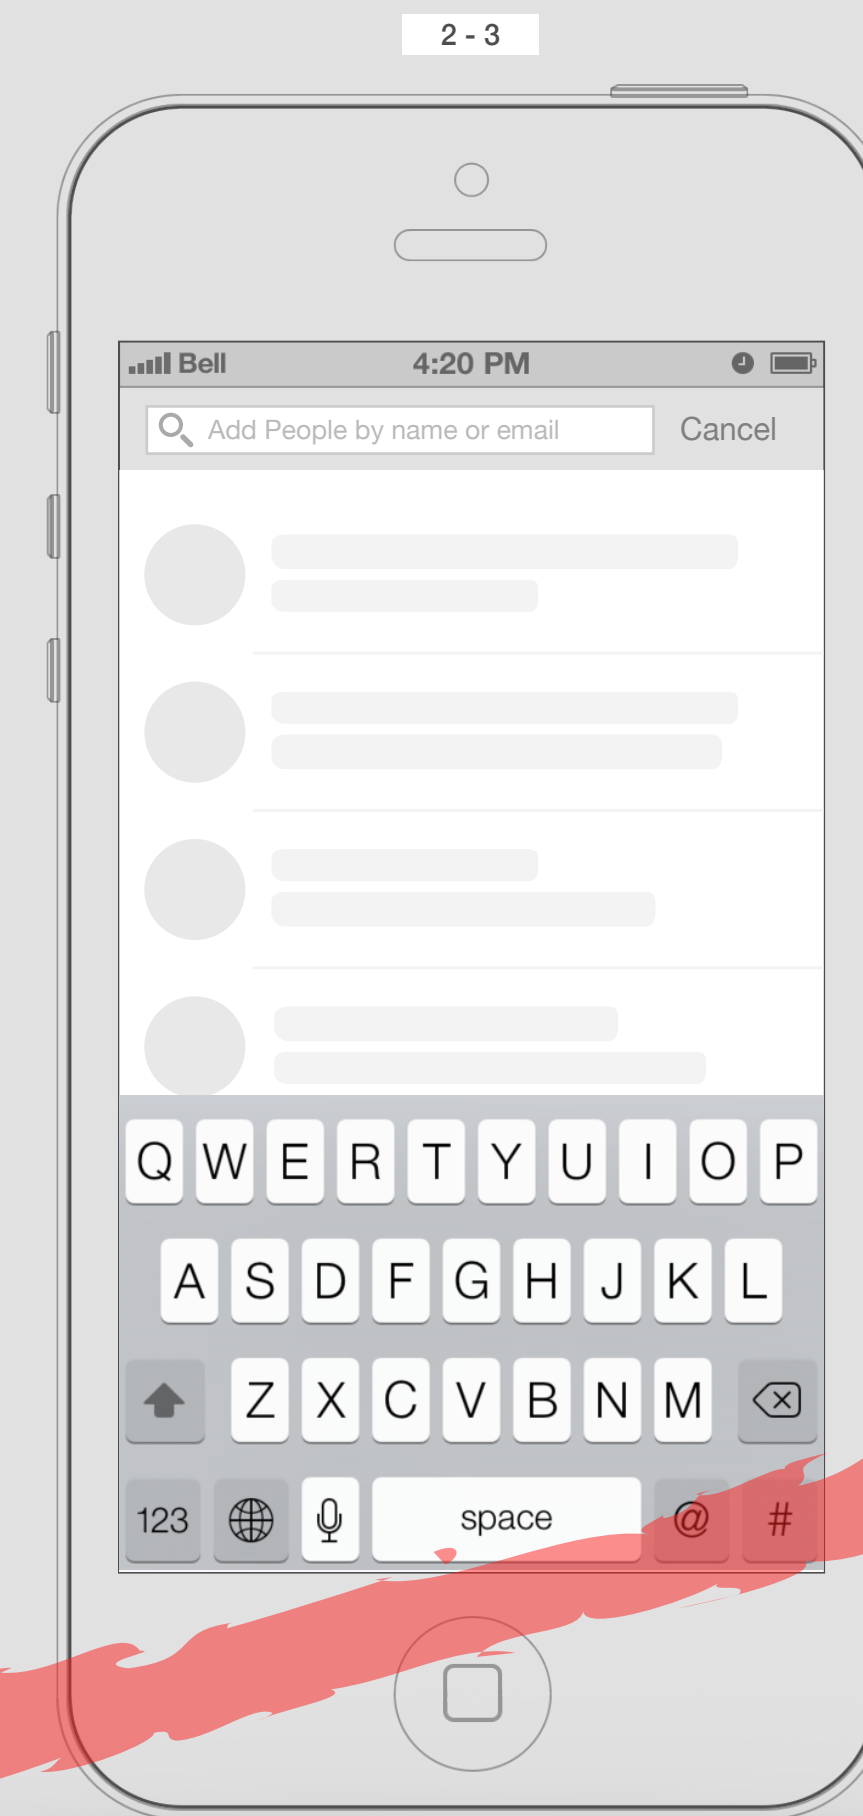 2 - 3
Bell 4:20 PM
Add People by name or email Cancel
Q W E R T Y U I O P
A S D F G H J K L
Z X C V B N M
123 space @ #